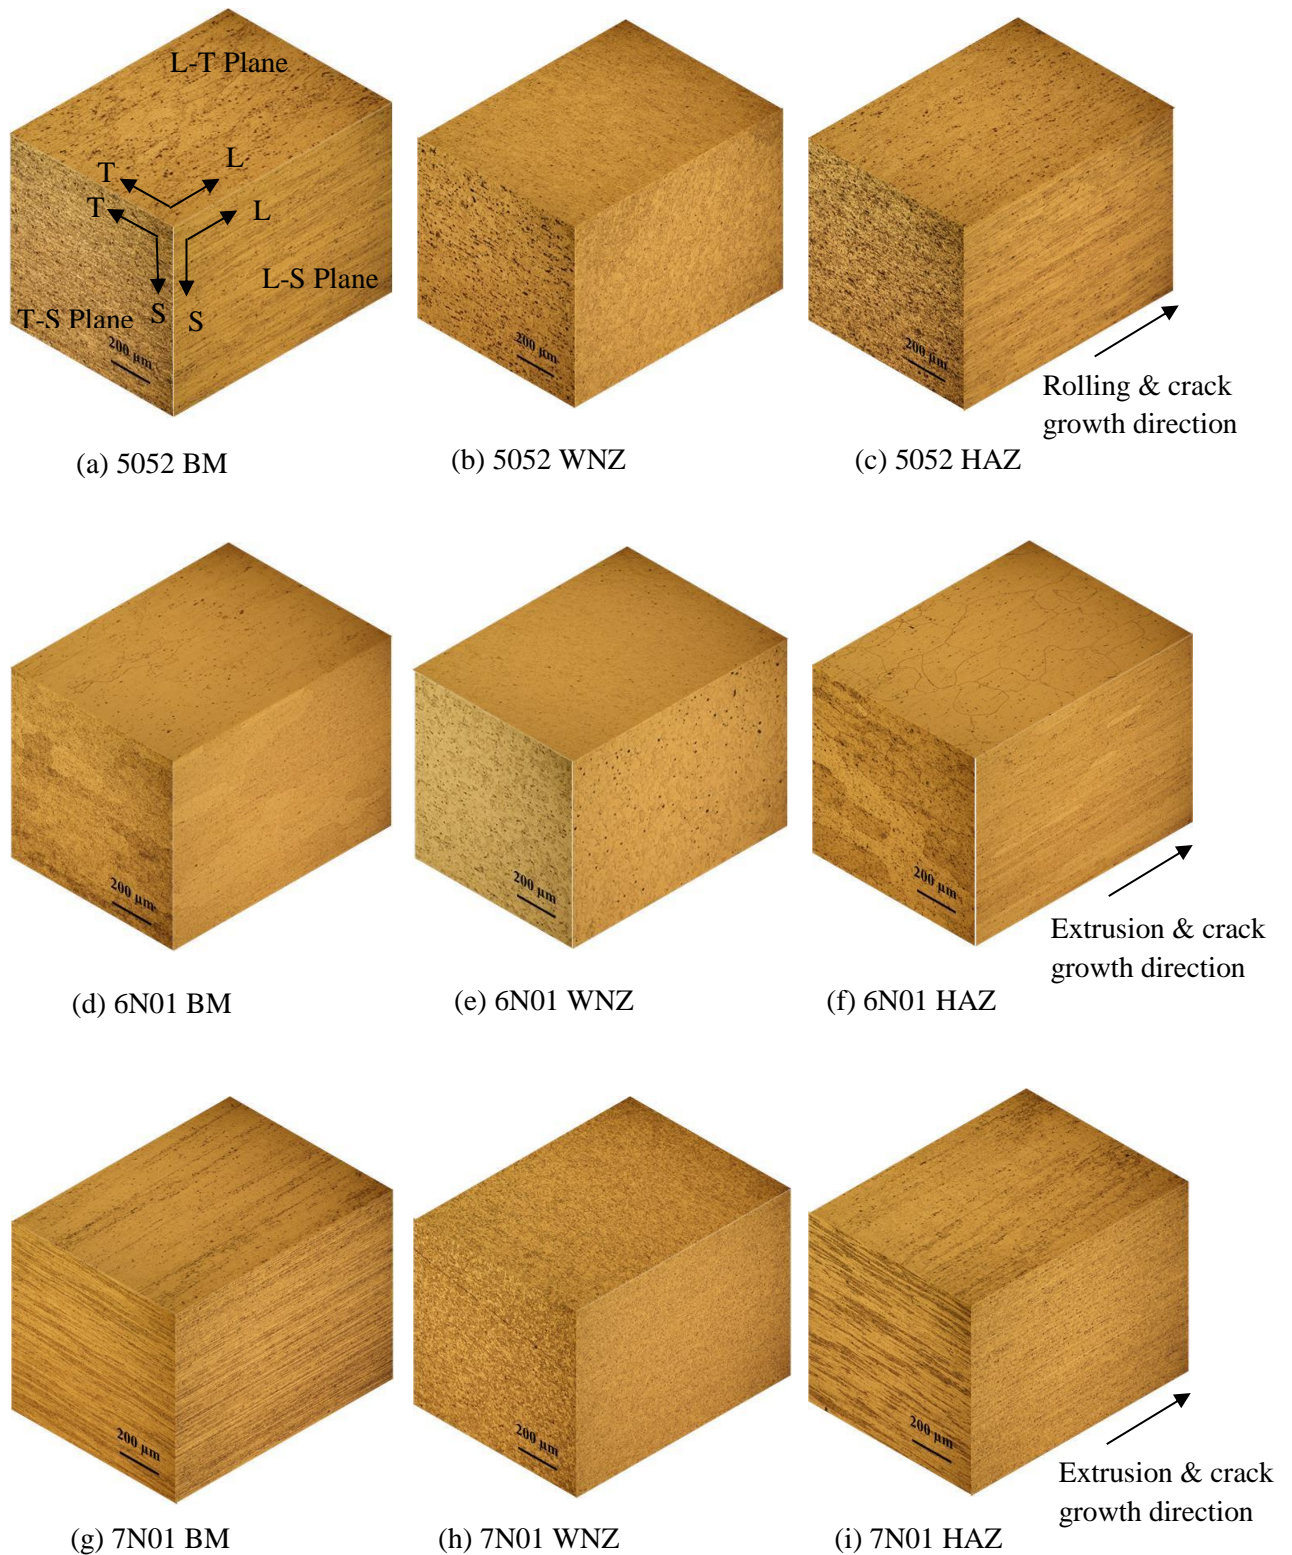 L-T Plane
T
L
T
L
L-S Plane
T-S Plane
S
S
200 μm
200 μm
200 μm
Rolling & crack
growth direction
(a) 5052 BM
(b) 5052 WNZ
(c) 5052 HAZ
200 μm
200 μm
200 μm
Extrusion & crack
growth direction
(d) 6N01 BM
(e) 6N01 WNZ
(f) 6N01 HAZ
200 μm
200 μm
200 μm
Extrusion & crack
growth direction
(g) 7N01 BM
(h) 7N01 WNZ
(i) 7N01 HAZ